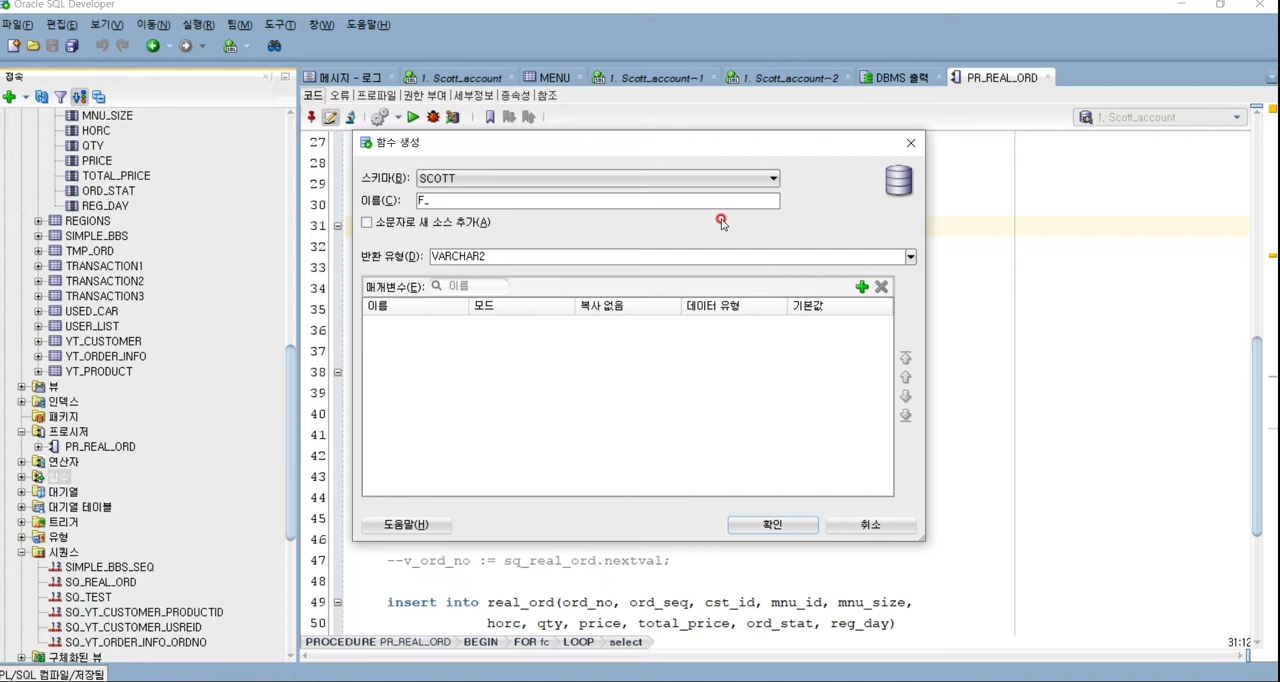 Oracle SQL Developer
파일(F) 편집(E) 보기(V) 이동(N) 실행(R) 팀(M) 도구(T) 창(W) 도움말(H)
접속
메시지 - 로그 1. Scott_account MENU 1. Scott_account~1 1. Scott_account~2 DBMS 출력 PR_REAL_ORD
코드 오류 프로파일 권한 부여 세부정보 종속성 참조
1. Scott_account
MNU_SIZE
HORC
QTY
PRICE
TOTAL_PRICE
ORD_STAT
REG_DAY
REGIONS
SIMPLE_BBS
TMP_ORD
TRANSACTION1
TRANSACTION2
TRANSACTION3
USED_CAR
USER_LIST
YT_CUSTOMER
YT_ORDER_INFO
YT_PRODUCT
뷰
인덱스
패키지
프로시저
PR_REAL_ORD
연산자
함수
대기열
대기열 테이블
트리거
유형
시퀀스
SIMPLE_BBS_SEQ
SQ_REAL_ORD
SQ_TEST
SQ_YT_CUSTOMER_PRODUCTID
SQ_YT_CUSTOMER_USREID
SQ_YT_ORDER_INFO_ORDNO
구체화된 뷰
27
28
29
30
31
32
33
34
35
36
37
38
39
40
41
42
43
44
45
46
47 --v_ord_no := sq_real_ord.nextval;
48
49 insert into real_ord(ord_no, ord_seq, cst_id, mnu_id, mnu_size,
50 horc, qty, price, total_price, ord_stat, reg_day)
함수 생성
스키마(B): SCOTT
이름(C): F_
소문자로 새 소스 추가(A)
반환 유형(D): VARCHAR2
매개변수(E): 이름
이름 모드 복사 없음 데이터 유형 기본값
도움말(H) 확인 취소
PROCEDURE PR_REAL_ORD BEGIN FOR fc LOOP select 31:12
PL/SQL 컴파일/저장됨